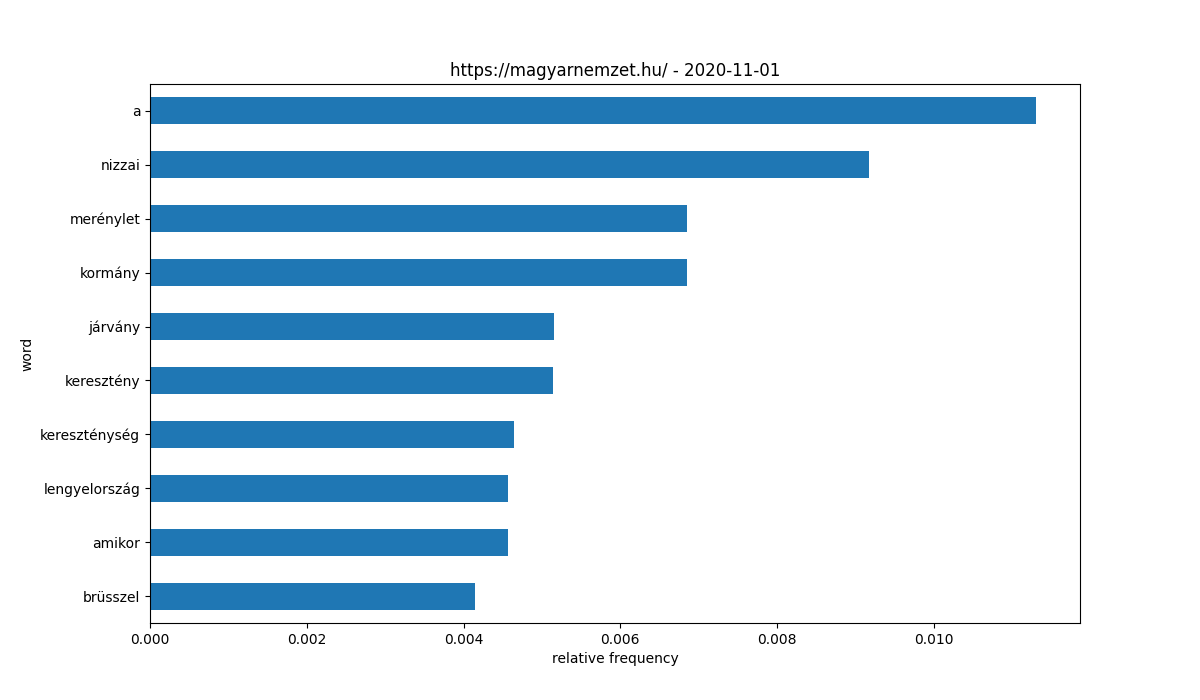 https://magyarnemzet.hu/ - 2020-11-01
a
nizzai
merénylet
kormány
járvány
keresztény
kereszténység
lengyelország
amikor
brüsszel
word
0.000 0.002 0.004 0.006 0.008 0.010
relative frequency